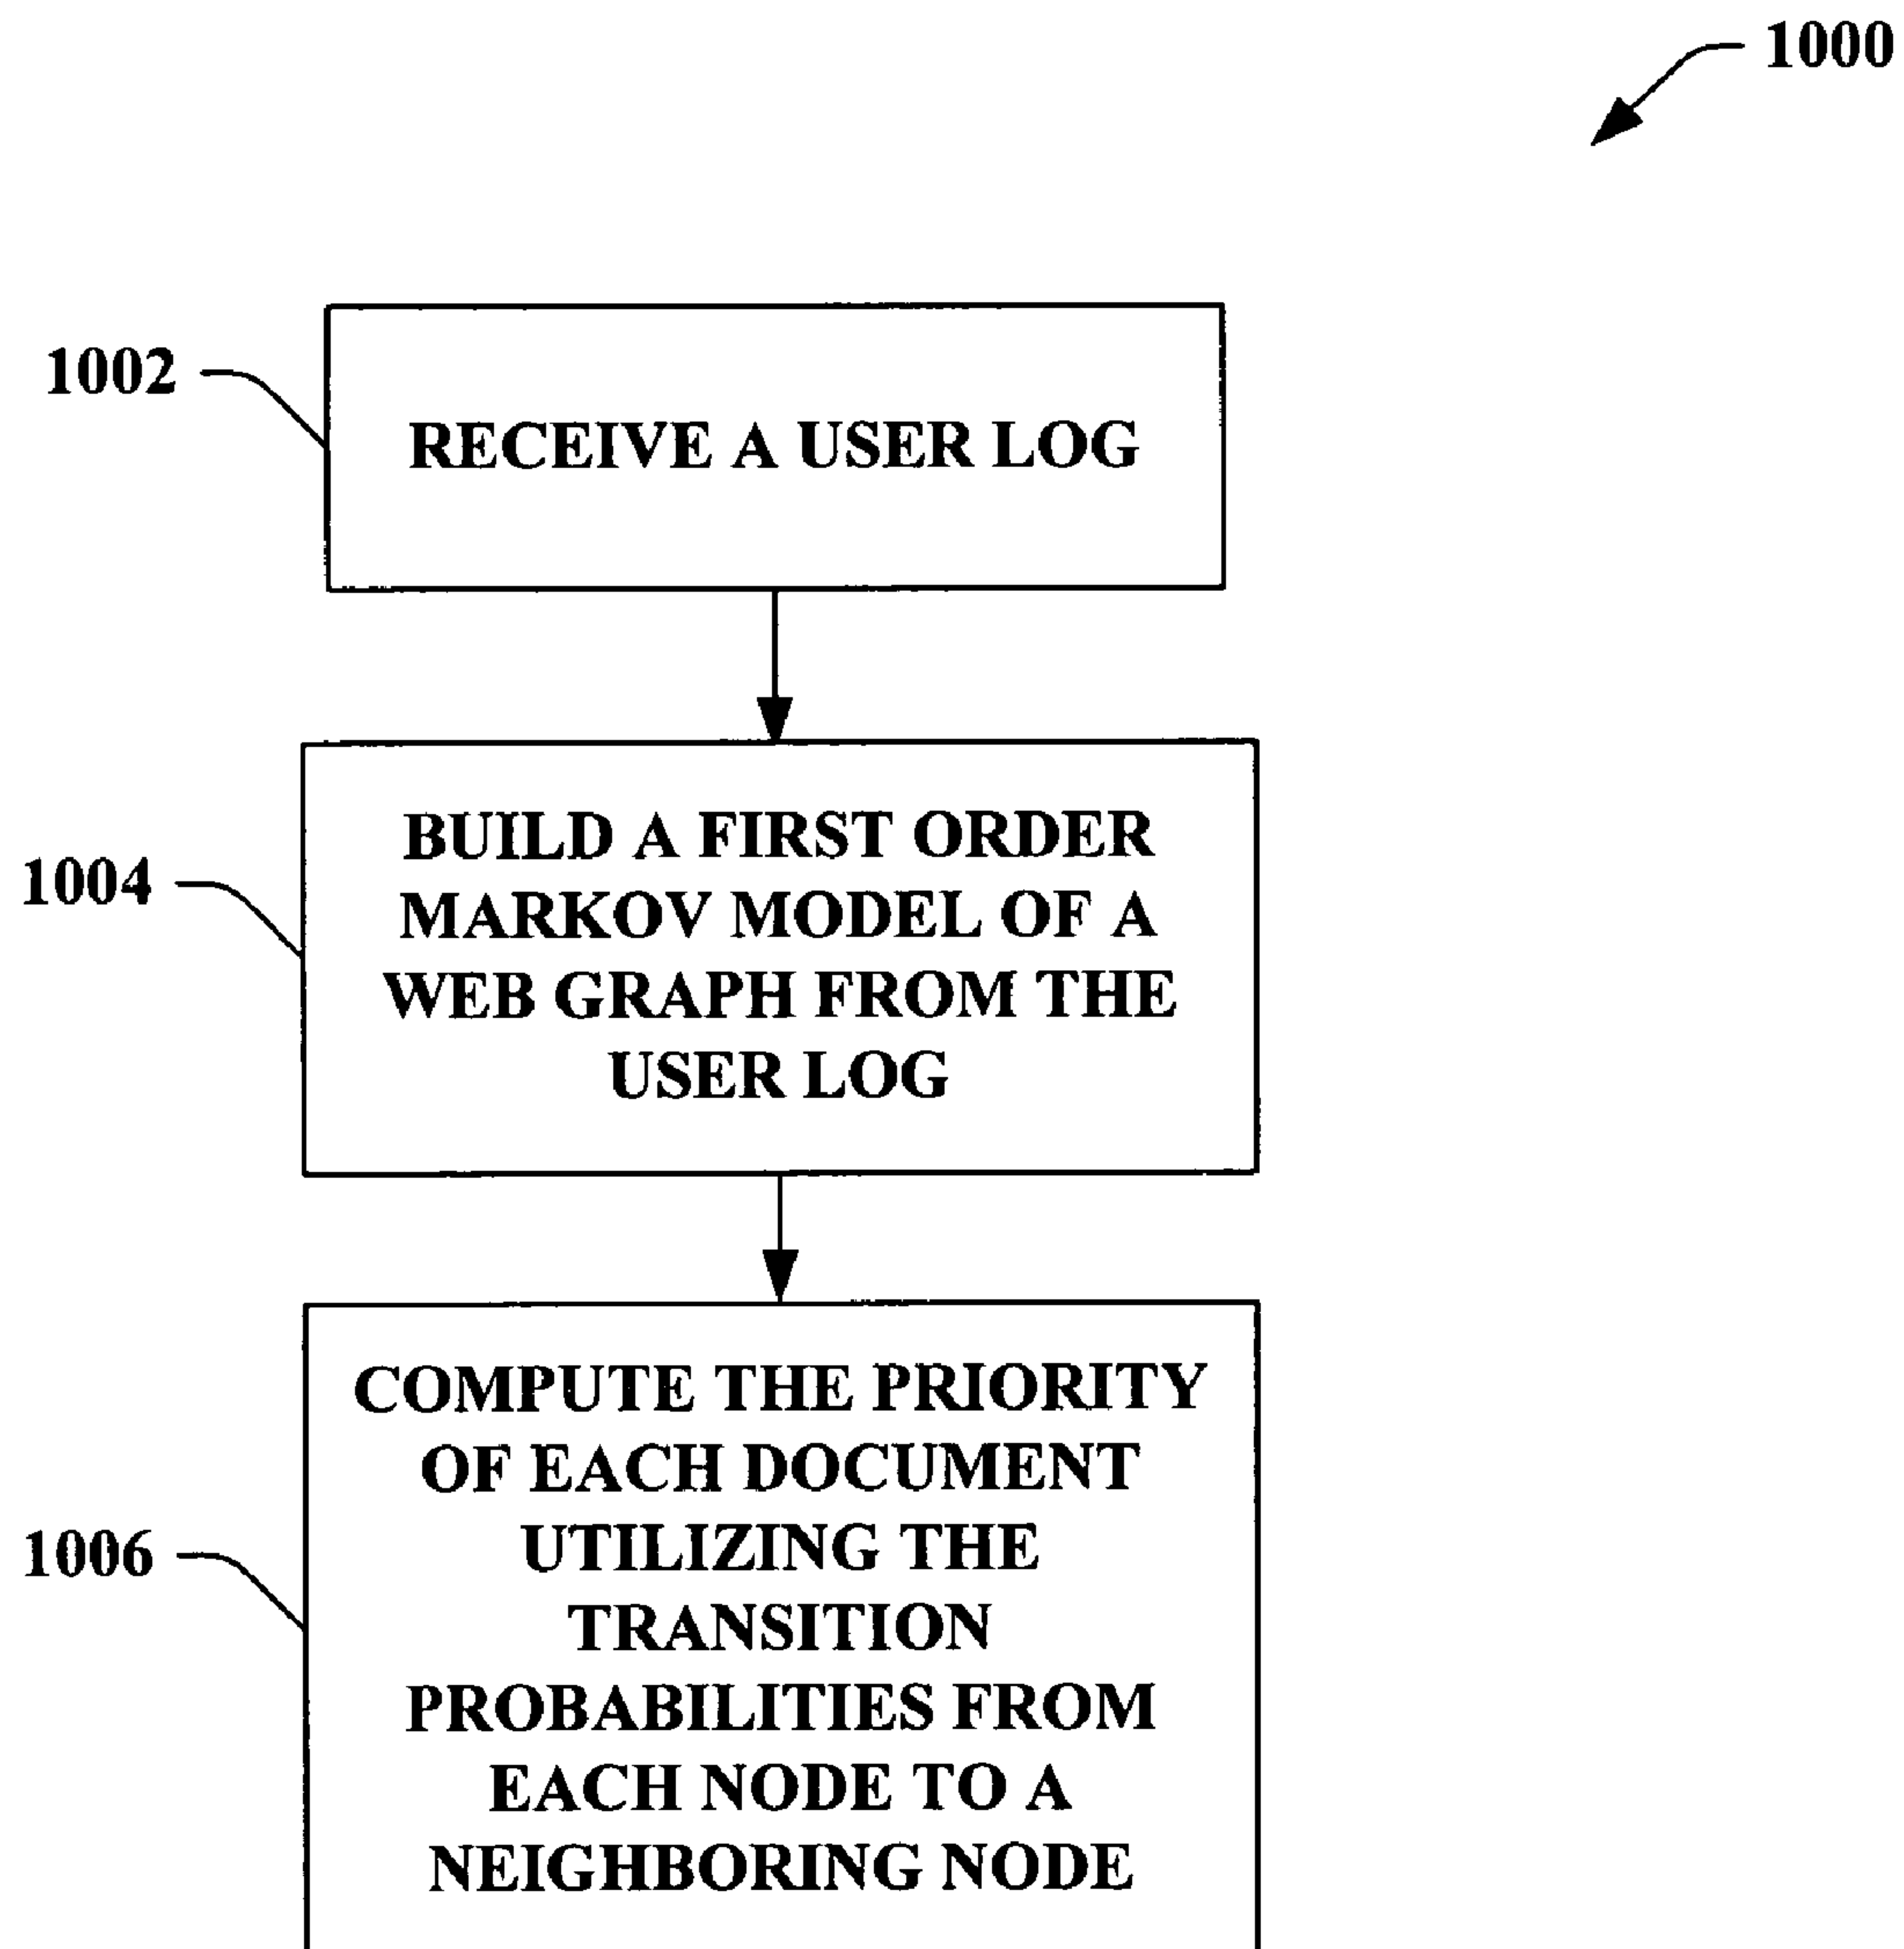 1000
1002
RECEIVE A USER LOG
1004
BUILD A FIRST ORDER
MARKOV MODEL OF A
WEB GRAPH FROM THE
USER LOG
1006
COMPUTE THE PRIORITY
OF EACH DOCUMENT
UTILIZING THE
TRANSITION
PROBABILITIES FROM
EACH NODE TO A
NEIGHBORING NODE